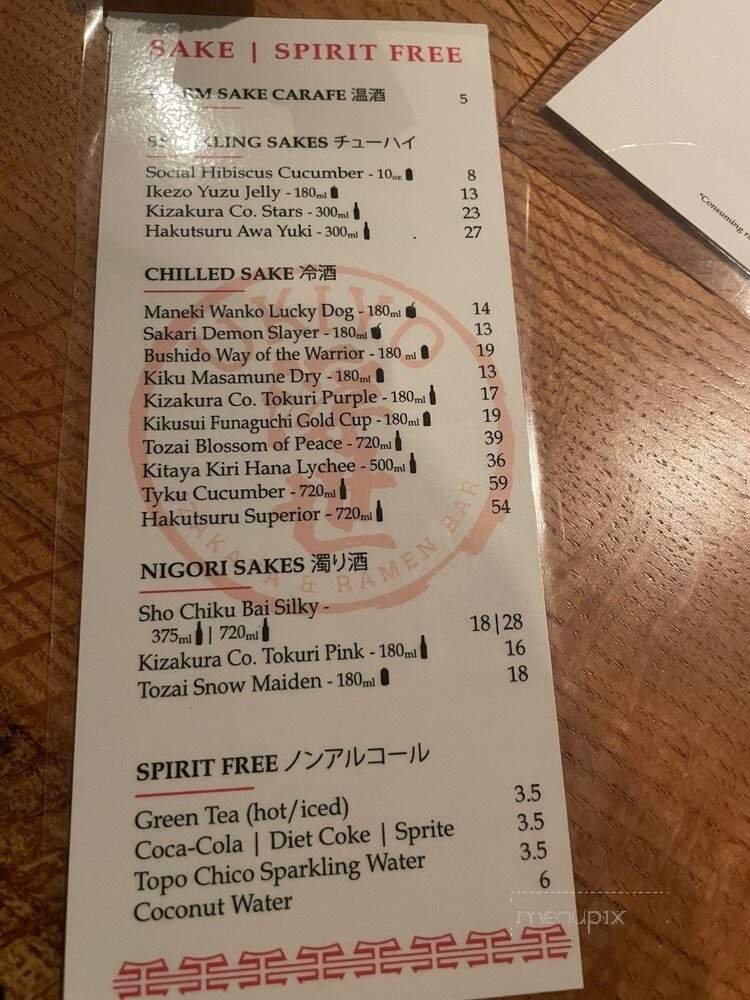 SAKE | SPIRIT FREE
SAKE CARAFE 温酒 5
SAKES チューハイ
Social Hibiscus Cucumber - 10oz 8
Ikezo Yuzu Jelly - 180ml 13
Kizakura Co. Stars - 300ml 23
Hakutsuru Awa Yuki - 300ml 27
CHILLED SAKE 冷酒
Maneki Wanko Lucky Dog - 180ml 14
Sakari Demon Slayer - 180ml 13
Bushido Way of the Warrior - 180 ml 19
Kiku Masamune Dry - 180ml 13
Kizakura Co. Tokuri Purple - 180ml 17
Kikusui Funaguchi Gold Cup - 180ml 19
Tozai Blossom of Peace - 720ml 39
Kitaya Kiri Hana Lychee - 500ml 36
Tyku Cucumber - 720ml 59
Hakutsuru Superior - 720ml 54
& RAMEN BAR
NIGORI SAKES 濁り酒
Sho Chiku Bai Silky -
375ml | 720ml 18|28
Kizakura Co. Tokuri Pink - 180ml 16
Tozai Snow Maiden - 180ml 18
SPIRIT FREE ノンアルコール
Green Tea (hot/iced) 3.5
Coca-Cola | Diet Coke | Sprite 3.5
Topo Chico Sparkling Water 3.5
Coconut Water 6
*Consuming
menupix